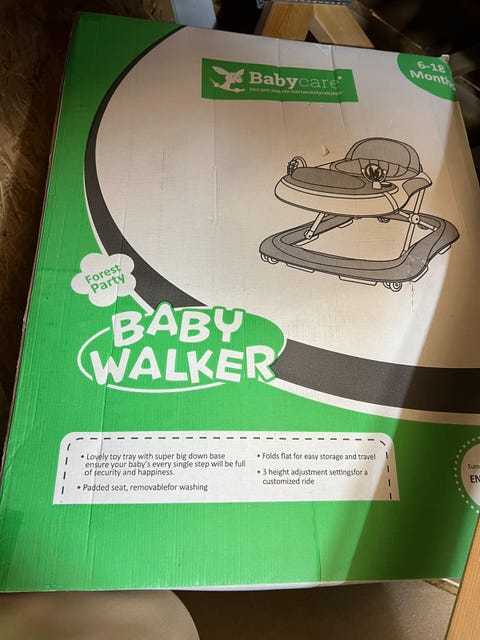 Babycare
6-18
Months
Forest
Party
BABY
WALKER
• Lovely toy tray with super big down base
ensure your baby's every single step will be full
of security and happiness.
• Padded seat, removablefor washing
• Folds flat for easy storage and travel
• 3 height adjustment settingsfor a
customized ride
EN